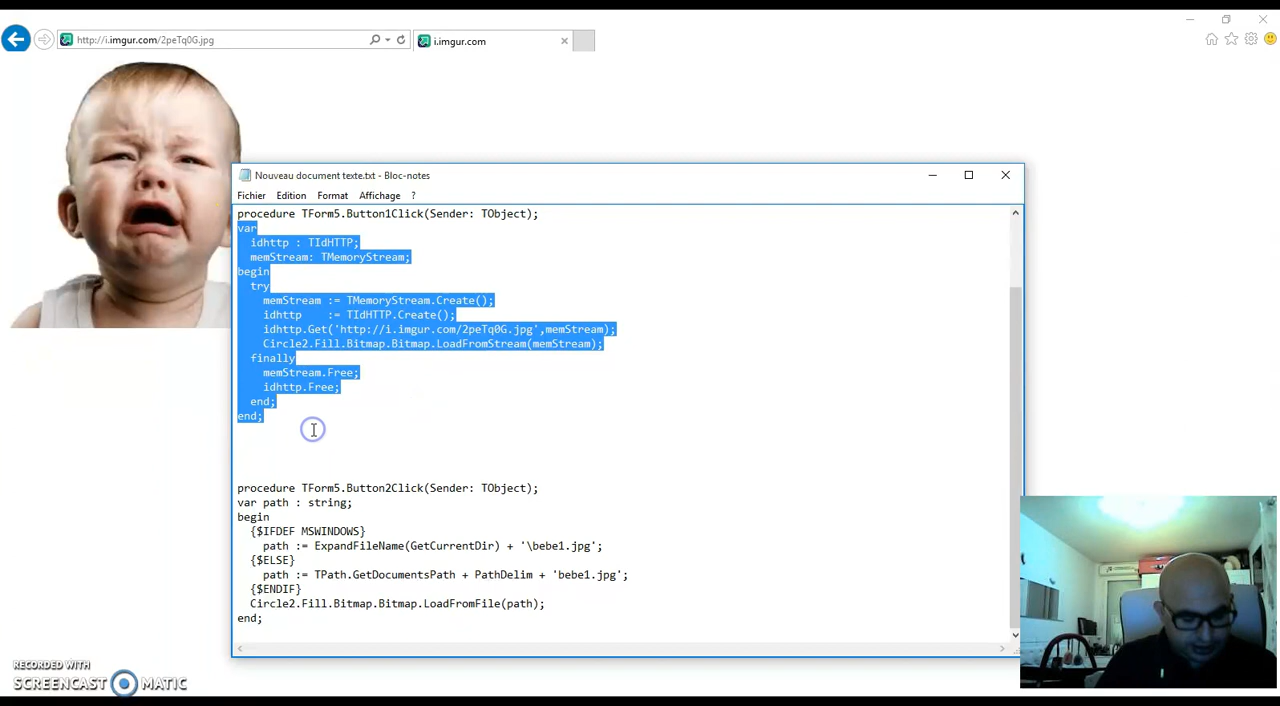 http://i.imgur.com/2peTq0G.jpg
i.imgur.com
Nouveau document texte.txt - Bloc-notes
Fichier Edition Format Affichage ?
procedure TForm5.Button1Click(Sender: TObject);
var
idhttp : TIdHTTP;
memStream: TMemoryStream;
begin
try
memStream := TMemoryStream.Create();
idhttp := TIdHTTP.Create();
idhttp.Get('http://i.imgur.com/2peTq0G.jpg',memStream);
Circle2.Fill.Bitmap.Bitmap.LoadFromStream(memStream);
finally
memStream.Free;
idhttp.Free;
end;
end;
procedure TForm5.Button2Click(Sender: TObject);
var path : string;
begin
{$IFDEF MSWINDOWS}
path := ExpandFileName(GetCurrentDir) + '\bebe1.jpg';
{$ELSE}
path := TPath.GetDocumentsPath + PathDelim + 'bebe1.jpg';
{$ENDIF}
Circle2.Fill.Bitmap.Bitmap.LoadFromFile(path);
end;
RECORDED WITH
SCREENCAST MATIC